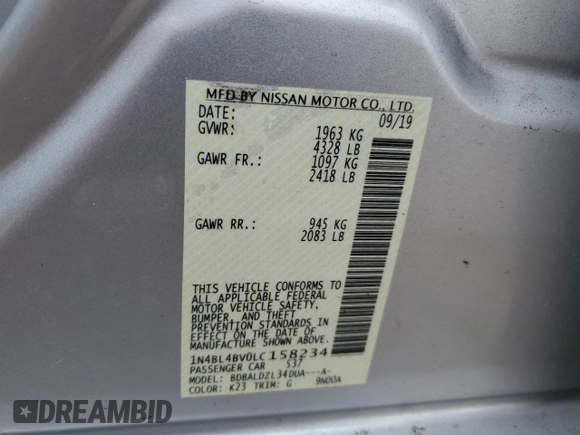 MFD BY NISSAN MOTOR CO., LTD.
DATE: 09/19
GVWR: 1963 KG
4328 LB
GAWR FR.: 1097 KG
2418 LB
GAWR RR.: 945 KG
2083 LB
THIS VEHICLE CONFORMS TO
ALL APPLICABLE FEDERAL
MOTOR VEHICLE SAFETY,
BUMPER, AND THEFT
PREVENTION STANDARDS
IN EFFECT ON THE DATE OF
MANUFACTURE SHOWN ABOVE.
1N4BL4BV0LC158234
PASSENGER CAR 537
MODEL: BDBALDZL34DUA---A-
COLOR: K23 TRIM: G 9N00A
DREAMBID